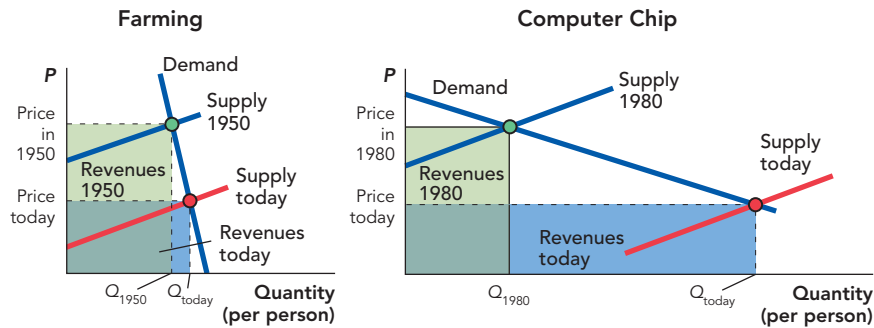 Farming
P
Demand
Supply
1950
Price
in
1950
Revenues
1950
Supply
today
Price
today
Revenues
today
Q1950
Qtoday
Quantity
(per person)
Computer Chip
P
Demand
Supply
1980
Price
in
1980
Revenues
1980
Supply
today
Price
today
Revenues
today
Q1980
Qtoday
Quantity
(per person)